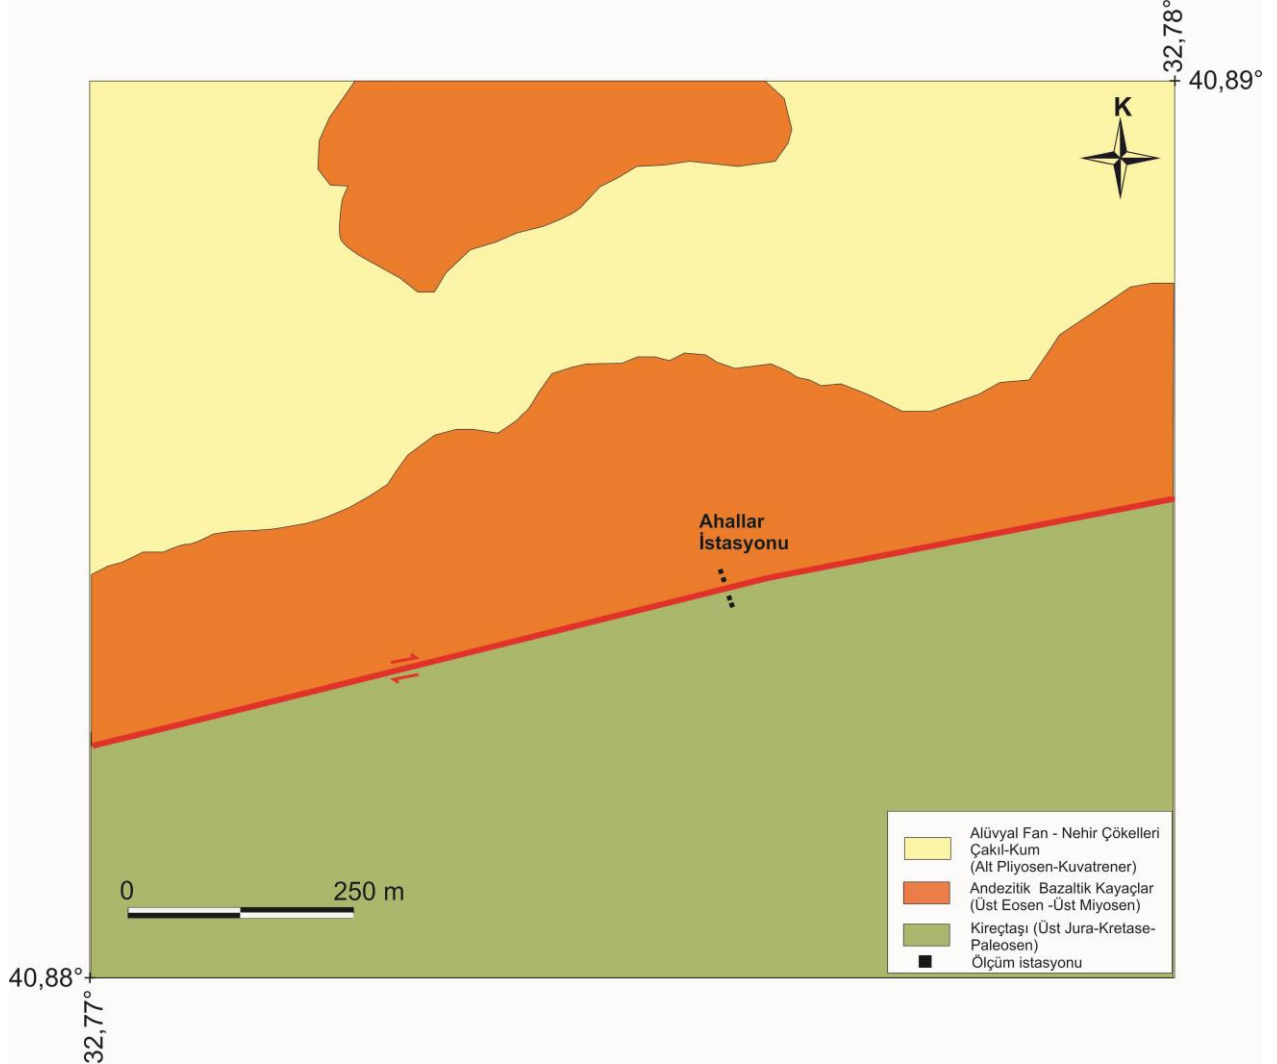 32,78°
40,89°
K
Ahallar
İstasyonu
0 250 m
Alüvyal Fan - Nehir Çökelleri
Çakıl-Kum
(Alt Pliyosen-Kuvatrener)
Andezitik Bazaltik Kayaçlar
(Üst Eosen -Üst Miyosen)
Kireçtaşı (Üst Jura-Kretase-
Paleosen)
Ölçüm istasyonu
40,88°
32,77°